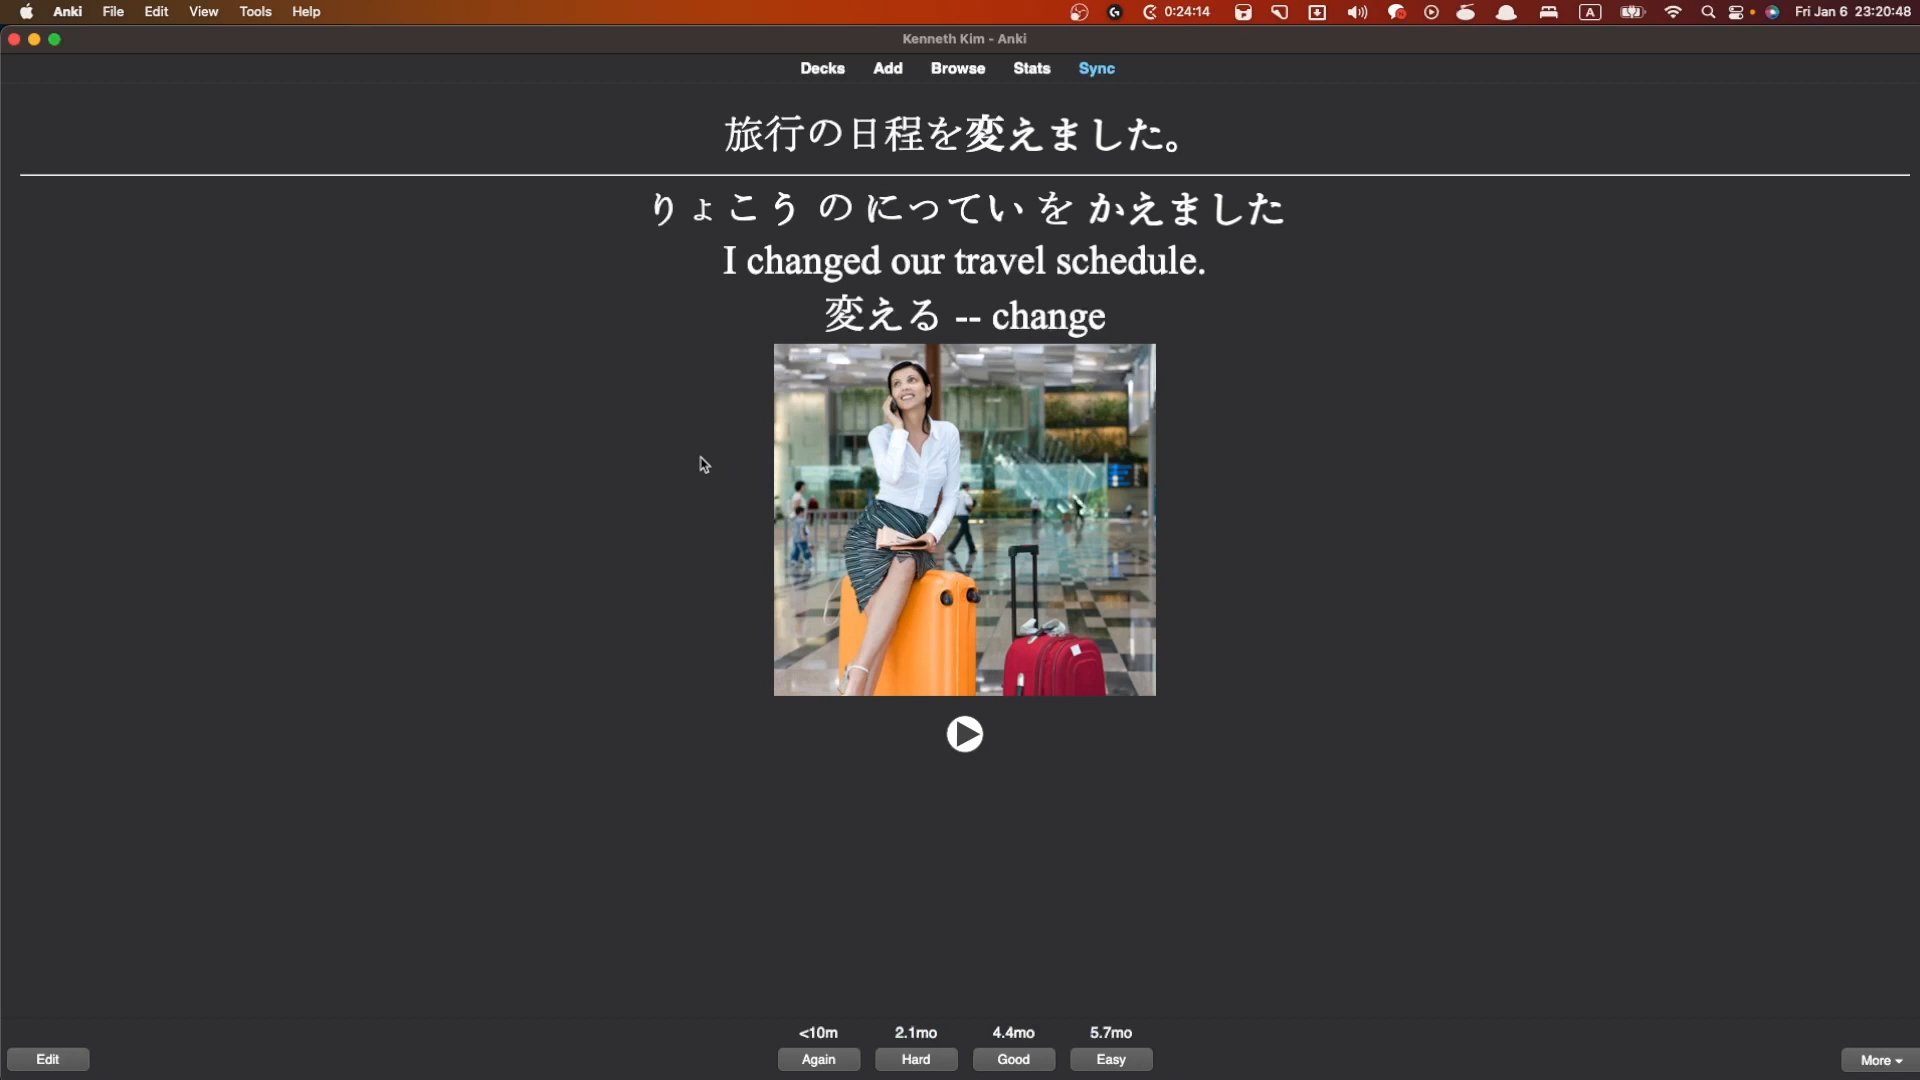 Anki File Edit View Tools Help 0:24:14 A Fri Jan 6 23:20:48
Kenneth Kim - Anki
Decks Add Browse Stats Sync
旅行の日程を変えました。
りょこう の にってい を かえました
I changed our travel schedule.
変える -- change
<10m 2.1mo 4.4mo 5.7mo
Edit Again Hard Good Easy More